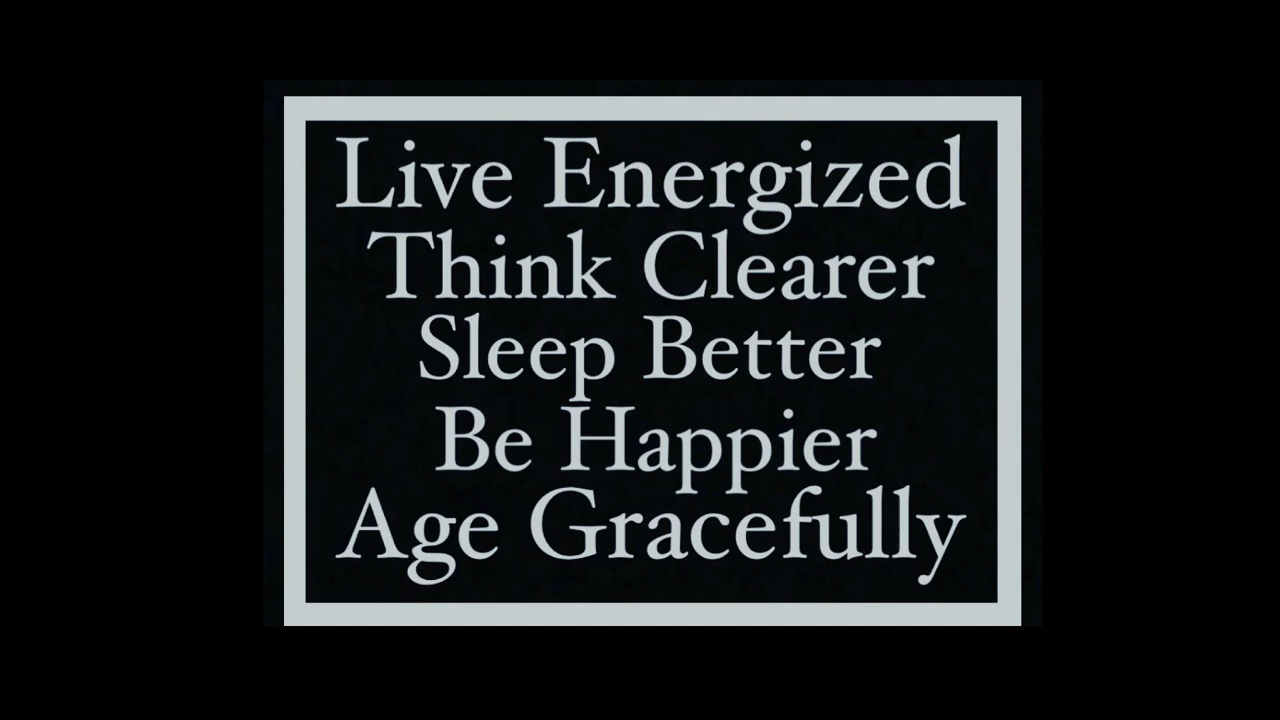 Live Energized
Think Clearer
Sleep Better
Be Happier
Age Gracefully